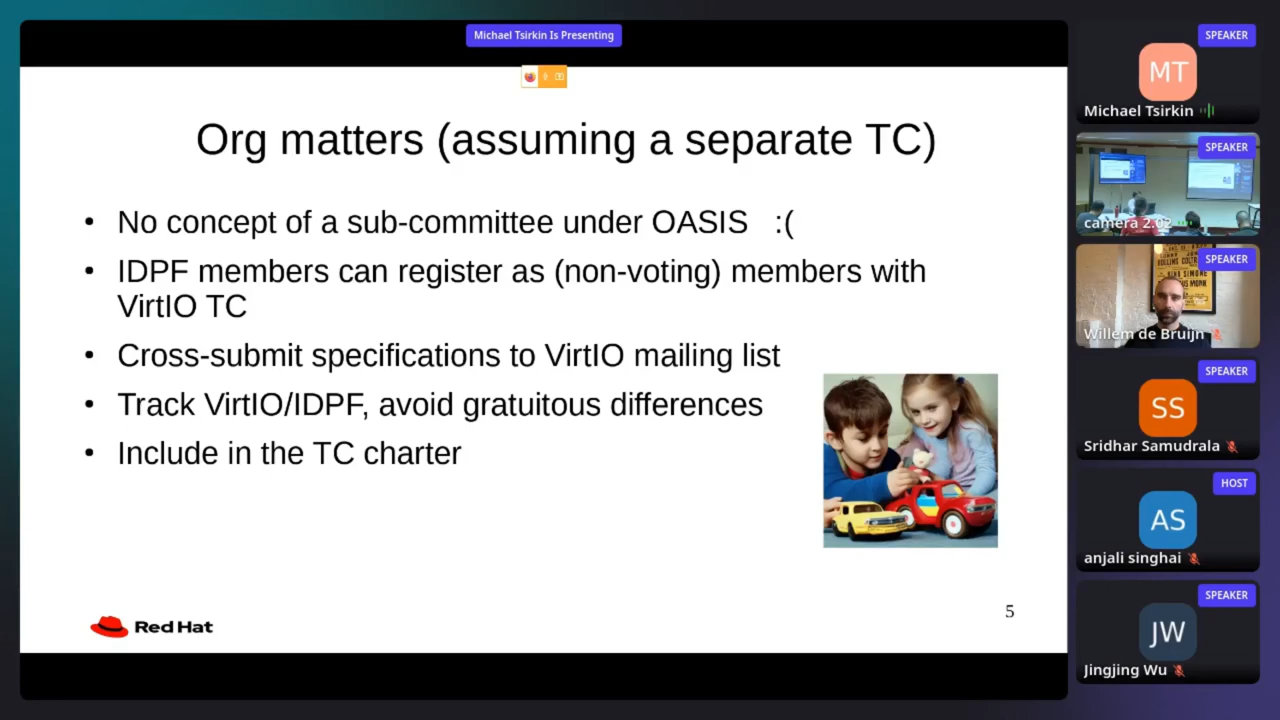 Michael Tsirkin Is Presenting
Org matters (assuming a separate TC)
• No concept of a sub-committee under OASIS :(
• IDPF members can register as (non-voting) members with
VirtIO TC
• Cross-submit specifications to VirtIO mailing list
• Track VirtIO/IDPF, avoid gratuitous differences
• Include in the TC charter
Red Hat
5
SPEAKER
MT
Michael Tsirkin
SPEAKER
camera 2.02
SPEAKER
Willem de Bruijn
SPEAKER
SS
Sridhar Samudrala
HOST
AS
anjali singhai
SPEAKER
JW
Jingjing Wu